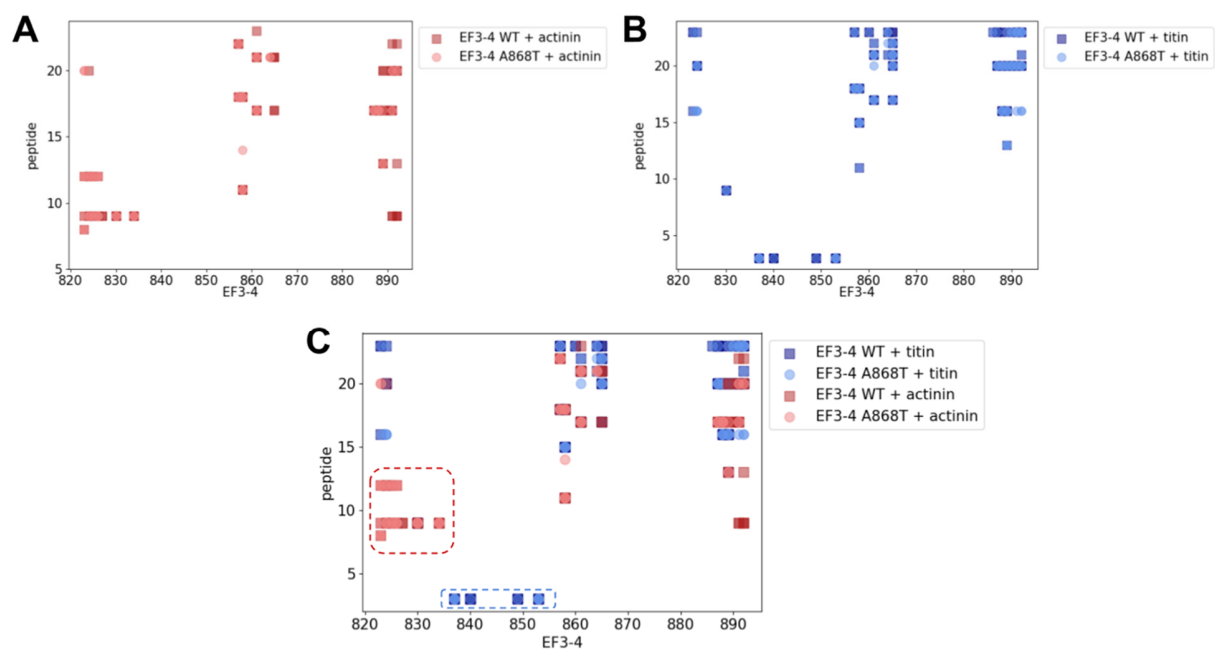 A
EF3-4 WT + actinin
EF3-4 A868T + actinin
peptide
20
15
10
5
820 830 840 850 860 870 880 890
EF3-4
B
EF3-4 WT + titin
EF3-4 A868T + titin
peptide
20
15
10
5
820 830 840 850 860 870 880 890
EF3-4
C
EF3-4 WT + titin
EF3-4 A868T + titin
EF3-4 WT + actinin
EF3-4 A868T + actinin
peptide
20
15
10
5
820 830 840 850 860 870 880 890
EF3-4